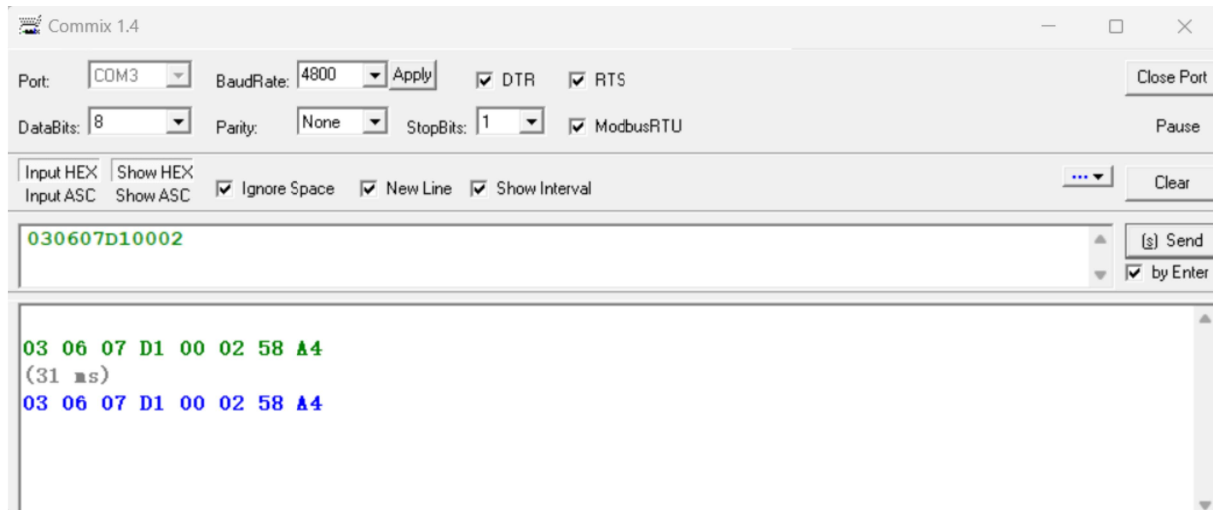 Commix 1.4
Port: COM3 BaudRate: 4800 Apply DTR RTS Close Port
DataBits: 8 Parity: None StopBits: 1 ModbusRTU Pause
Input HEX Show HEX
Input ASC Show ASC Ignore Space New Line Show Interval ... Clear
030607D10002 (s) Send
by Enter
03 06 07 D1 00 02 58 A4
(31 ms)
03 06 07 D1 00 02 58 A4